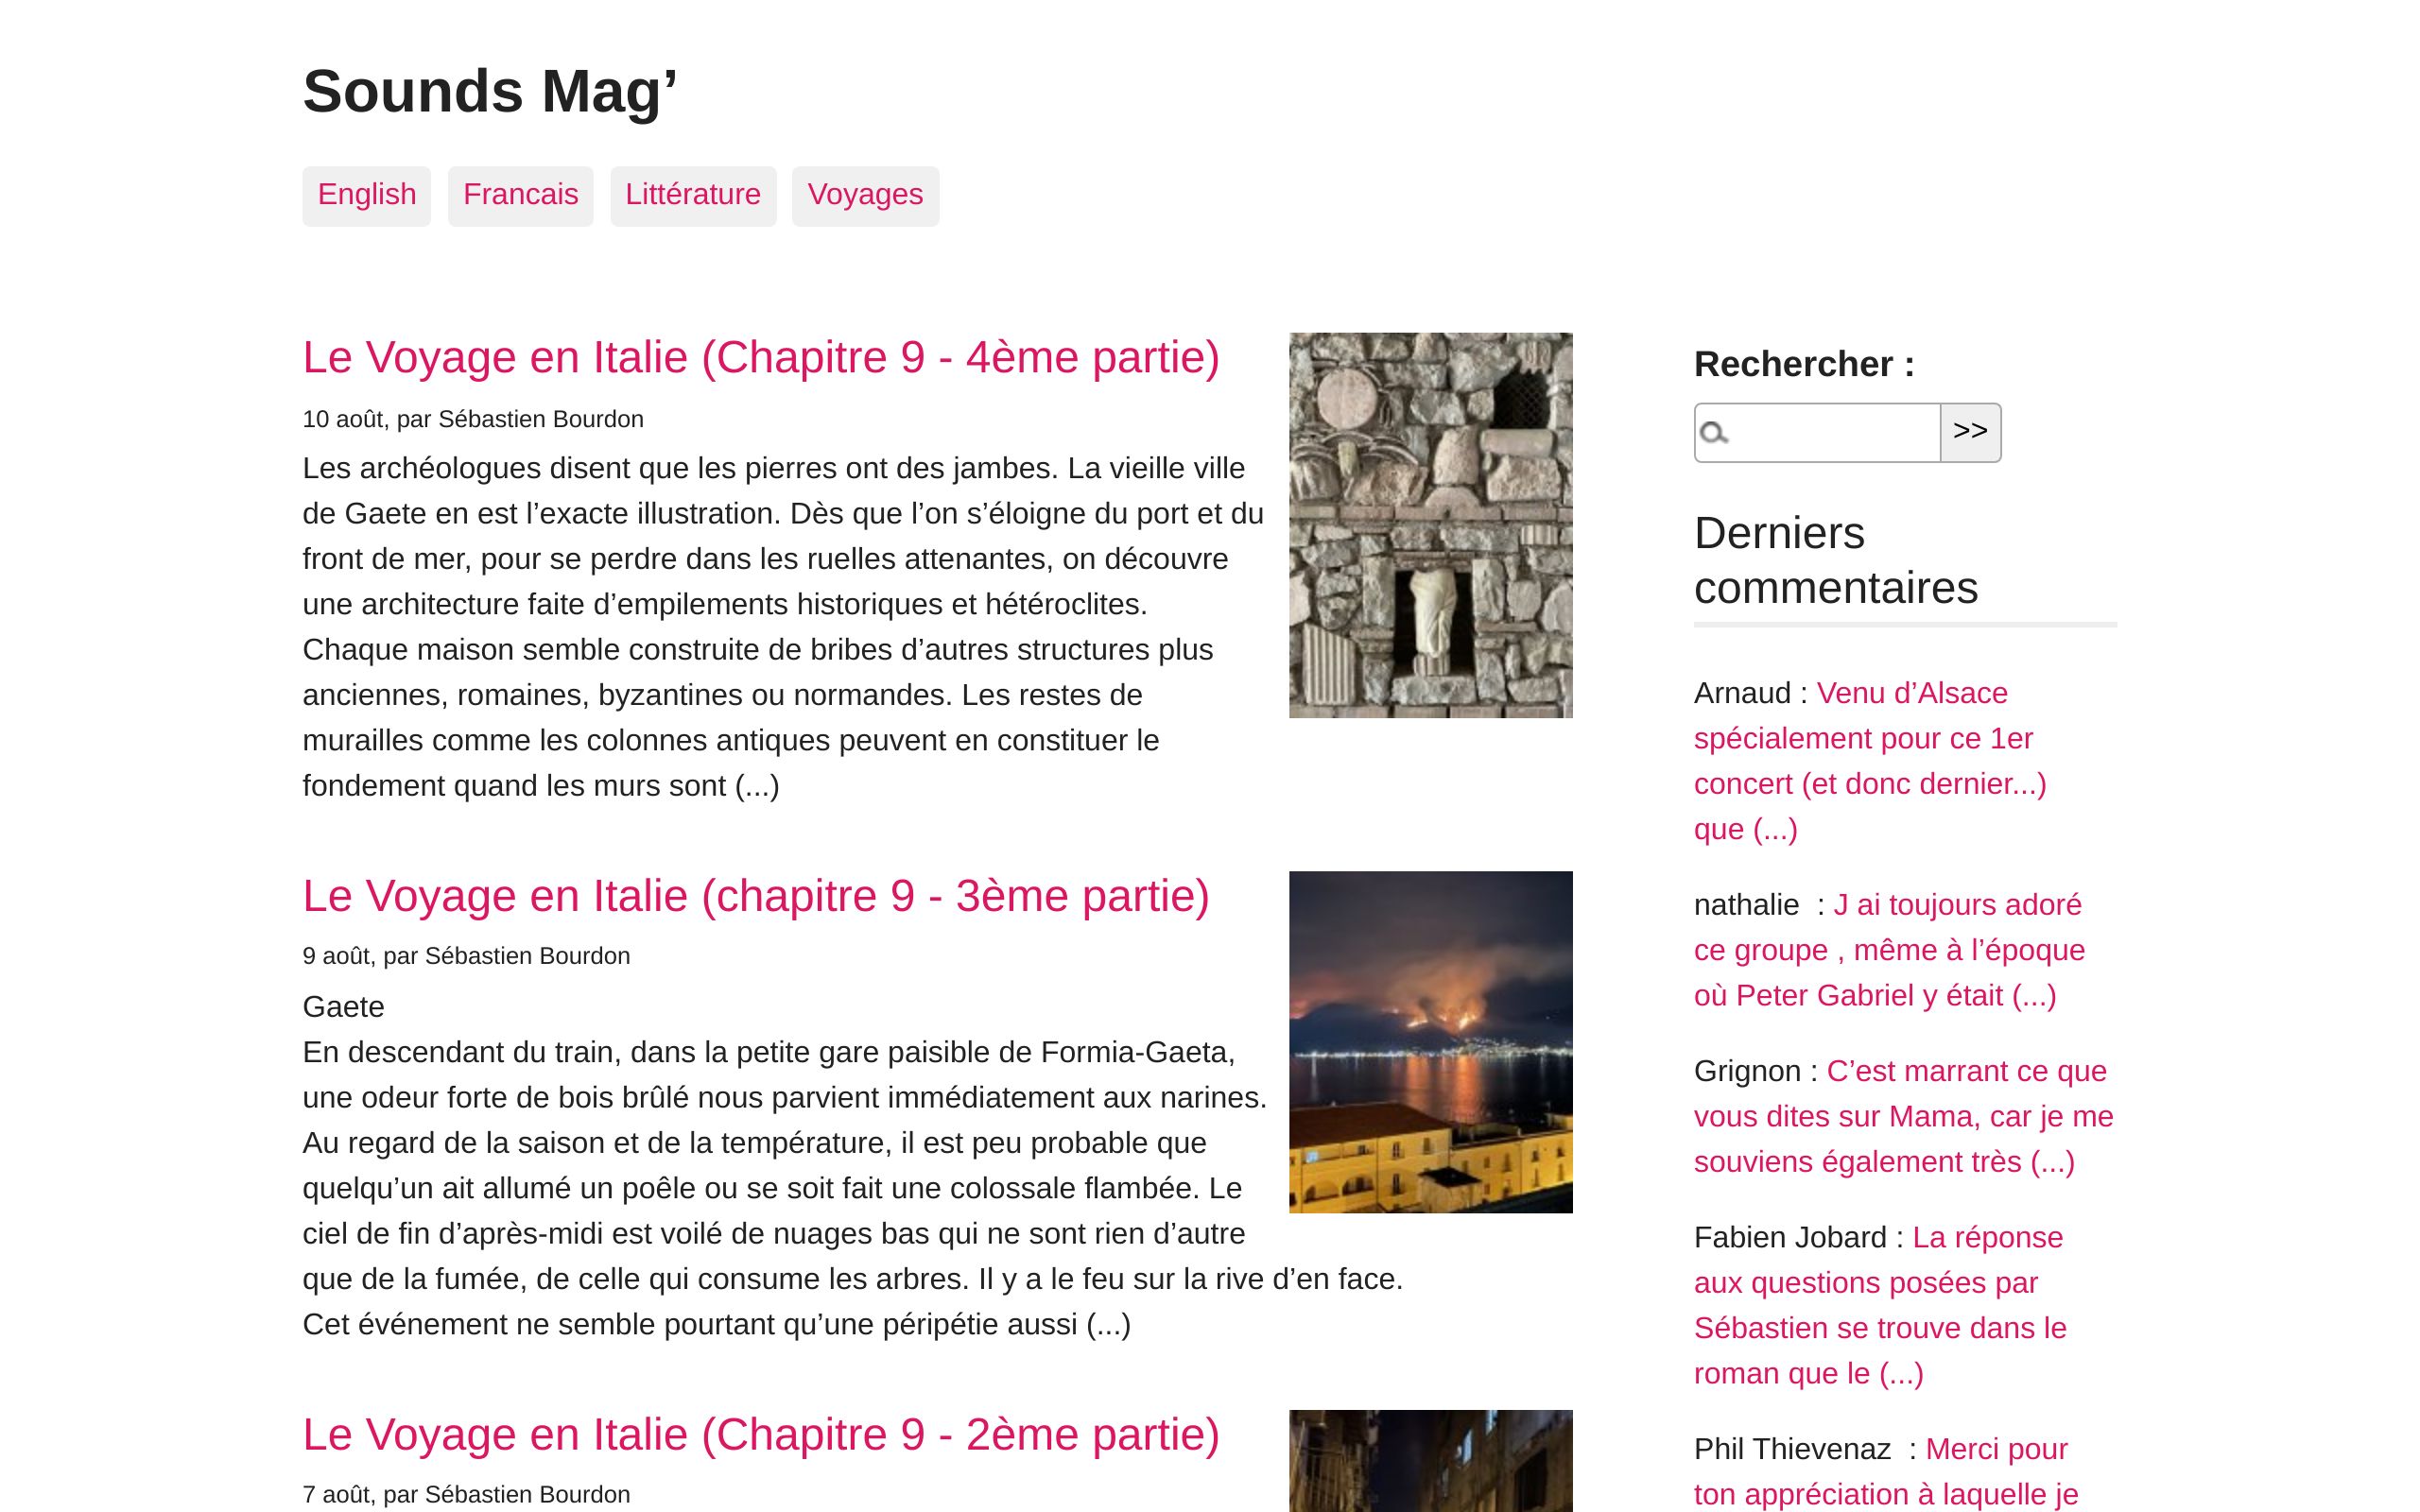 Sounds Mag’
English Francais Littérature Voyages
Le Voyage en Italie (Chapitre 9 - 4ème partie)
10 août, par Sébastien Bourdon
Les archéologues disent que les pierres ont des jambes. La vieille ville
de Gaete en est l’exacte illustration. Dès que l’on s’éloigne du port et du
front de mer, pour se perdre dans les ruelles attenantes, on découvre
une architecture faite d’empilements historiques et hétéroclites.
Chaque maison semble construite de bribes d’autres structures plus
anciennes, romaines, byzantines ou normandes. Les restes de
murailles comme les colonnes antiques peuvent en constituer le
fondement quand les murs sont (...)
Le Voyage en Italie (chapitre 9 - 3ème partie)
9 août, par Sébastien Bourdon
Gaete
En descendant du train, dans la petite gare paisible de Formia-Gaeta,
une odeur forte de bois brûlé nous parvient immédiatement aux narines.
Au regard de la saison et de la température, il est peu probable que
quelqu’un ait allumé un poêle ou se soit fait une colossale flambée. Le
ciel de fin d’après-midi est voilé de nuages bas qui ne sont rien d’autre
que de la fumée, de celle qui consume les arbres. Il y a le feu sur la rive d’en face.
Cet événement ne semble pourtant qu’une péripétie aussi (...)
Le Voyage en Italie (Chapitre 9 - 2ème partie)
7 août, par Sébastien Bourdon
Rechercher :
>>
Derniers
commentaires
Arnaud : Venu d’Alsace
spécialement pour ce 1er
concert (et donc dernier...)
que (...)
nathalie  : J ai toujours adoré
ce groupe , même à l’époque
où Peter Gabriel y était (...)
Grignon : C’est marrant ce que
vous dites sur Mama, car je me
souviens également très (...)
Fabien Jobard : La réponse
aux questions posées par
Sébastien se trouve dans le
roman que le (...)
Phil Thievenaz  : Merci pour
ton appréciation à laquelle je